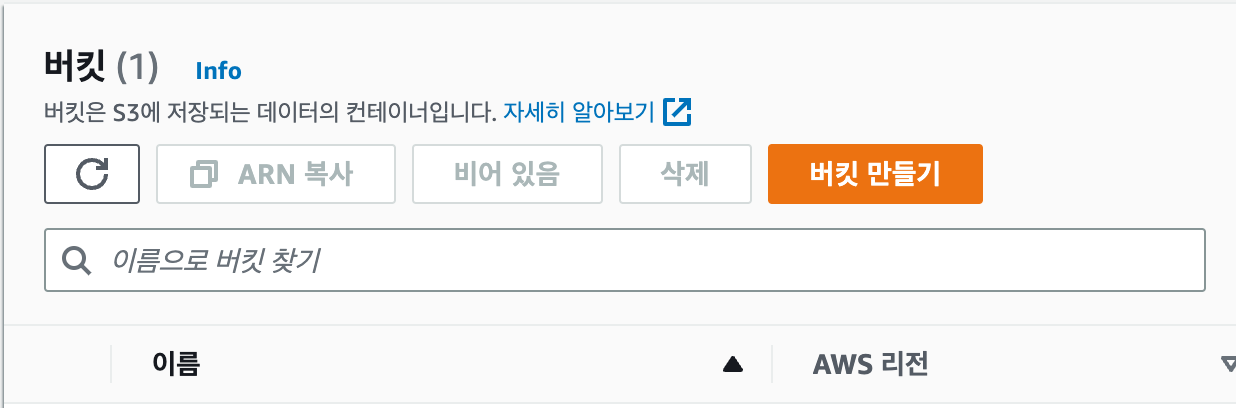 버킷 (1) Info
버킷은 S3에 저장되는 데이터의 컨테이너입니다. 자세히 알아보기
ARN 복사 비어 있음 삭제 버킷 만들기
이름으로 버킷 찾기
이름 AWS 리전